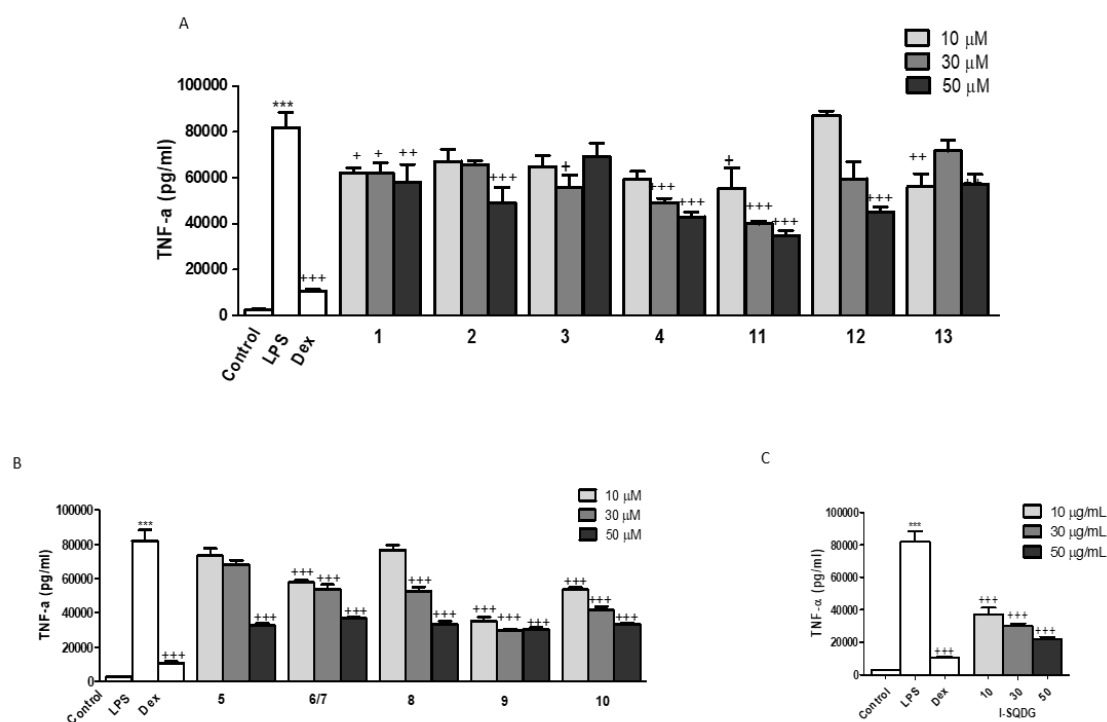 A
10 µM
30 µM
50 µM
TNF-a (pg/ml)
100000
80000
60000
40000
20000
0
***
+++
+ + ++
+++
+
+++ +++
+ +++ +++
+++
++ ++
Control LPS Dex 1 2 3 4 11 12 13
B
10 µM
30 µM
50 µM
TNF-a (pg/ml)
100000
80000
60000
40000
20000
0
***
+++
+++
+++ +++ +++
+++ +++
+++ +++ +++
+++ +++ +++
Control LPS Dex 5 6/7 8 9 10
C
10 µg/mL
30 µg/mL
50 µg/mL
TNF-α (pg/ml)
100000
80000
60000
40000
20000
0
***
+++
+++ +++ +++
Control LPS Dex 10 30 50
I-SQDG